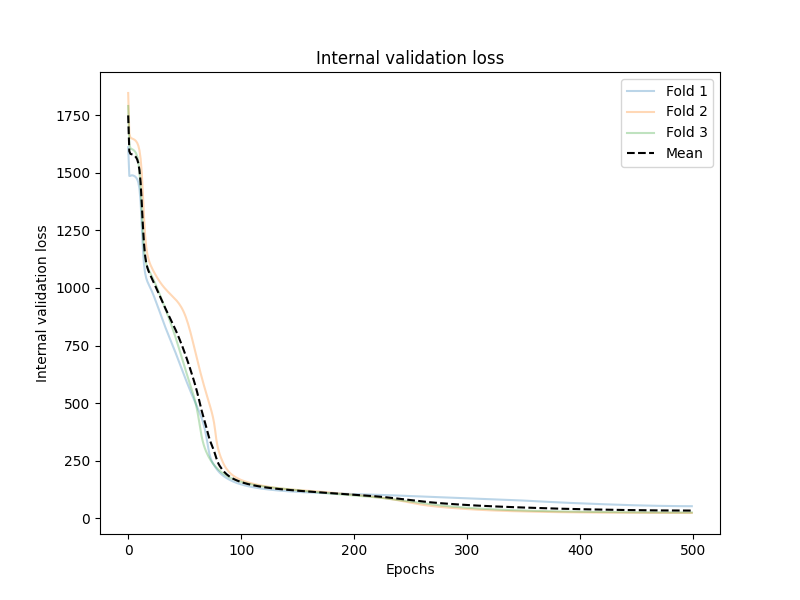 Internal validation loss
Fold 1
Fold 2
Fold 3
Mean
Internal validation loss
1750
1500
1250
1000
750
500
250
0
0 100 200 300 400 500
Epochs